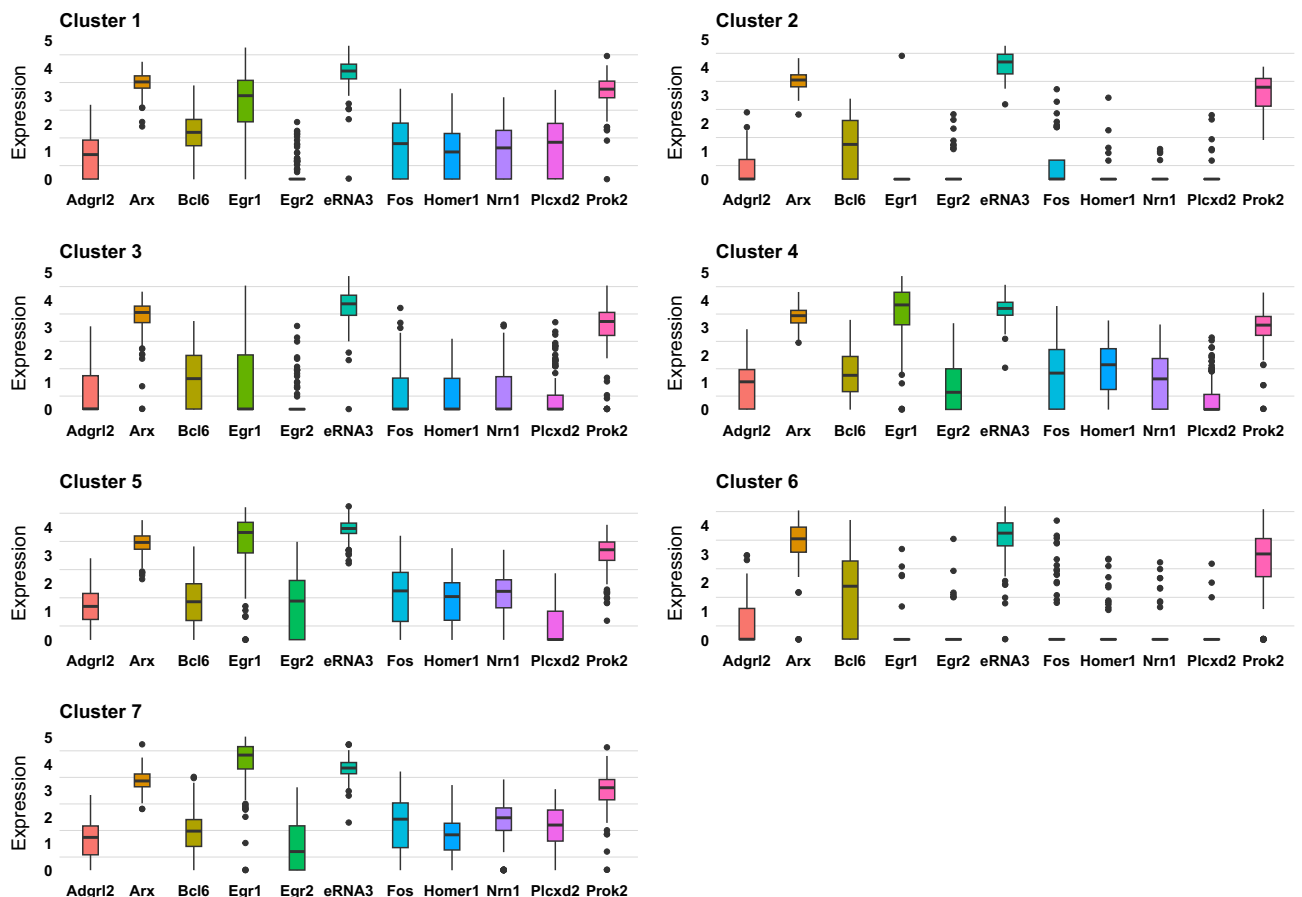 Cluster 1
Expression
5
4
3
2
1
0
Adgrl2 Arx Bcl6 Egr1 Egr2 eRNA3 Fos Homer1 Nrn1 Plcxd2 Prok2
Cluster 2
Expression
5
4
3
2
1
0
Adgrl2 Arx Bcl6 Egr1 Egr2 eRNA3 Fos Homer1 Nrn1 Plcxd2 Prok2
Cluster 3
Expression
5
4
3
2
1
0
Adgrl2 Arx Bcl6 Egr1 Egr2 eRNA3 Fos Homer1 Nrn1 Plcxd2 Prok2
Cluster 4
Expression
5
4
3
2
1
0
Adgrl2 Arx Bcl6 Egr1 Egr2 eRNA3 Fos Homer1 Nrn1 Plcxd2 Prok2
Cluster 5
Expression
4
3
2
1
0
Adgrl2 Arx Bcl6 Egr1 Egr2 eRNA3 Fos Homer1 Nrn1 Plcxd2 Prok2
Cluster 6
Expression
4
3
2
1
0
Adgrl2 Arx Bcl6 Egr1 Egr2 eRNA3 Fos Homer1 Nrn1 Plcxd2 Prok2
Cluster 7
Expression
5
4
3
2
1
0
Adgrl2 Arx Bcl6 Egr1 Egr2 eRNA3 Fos Homer1 Nrn1 Plcxd2 Prok2